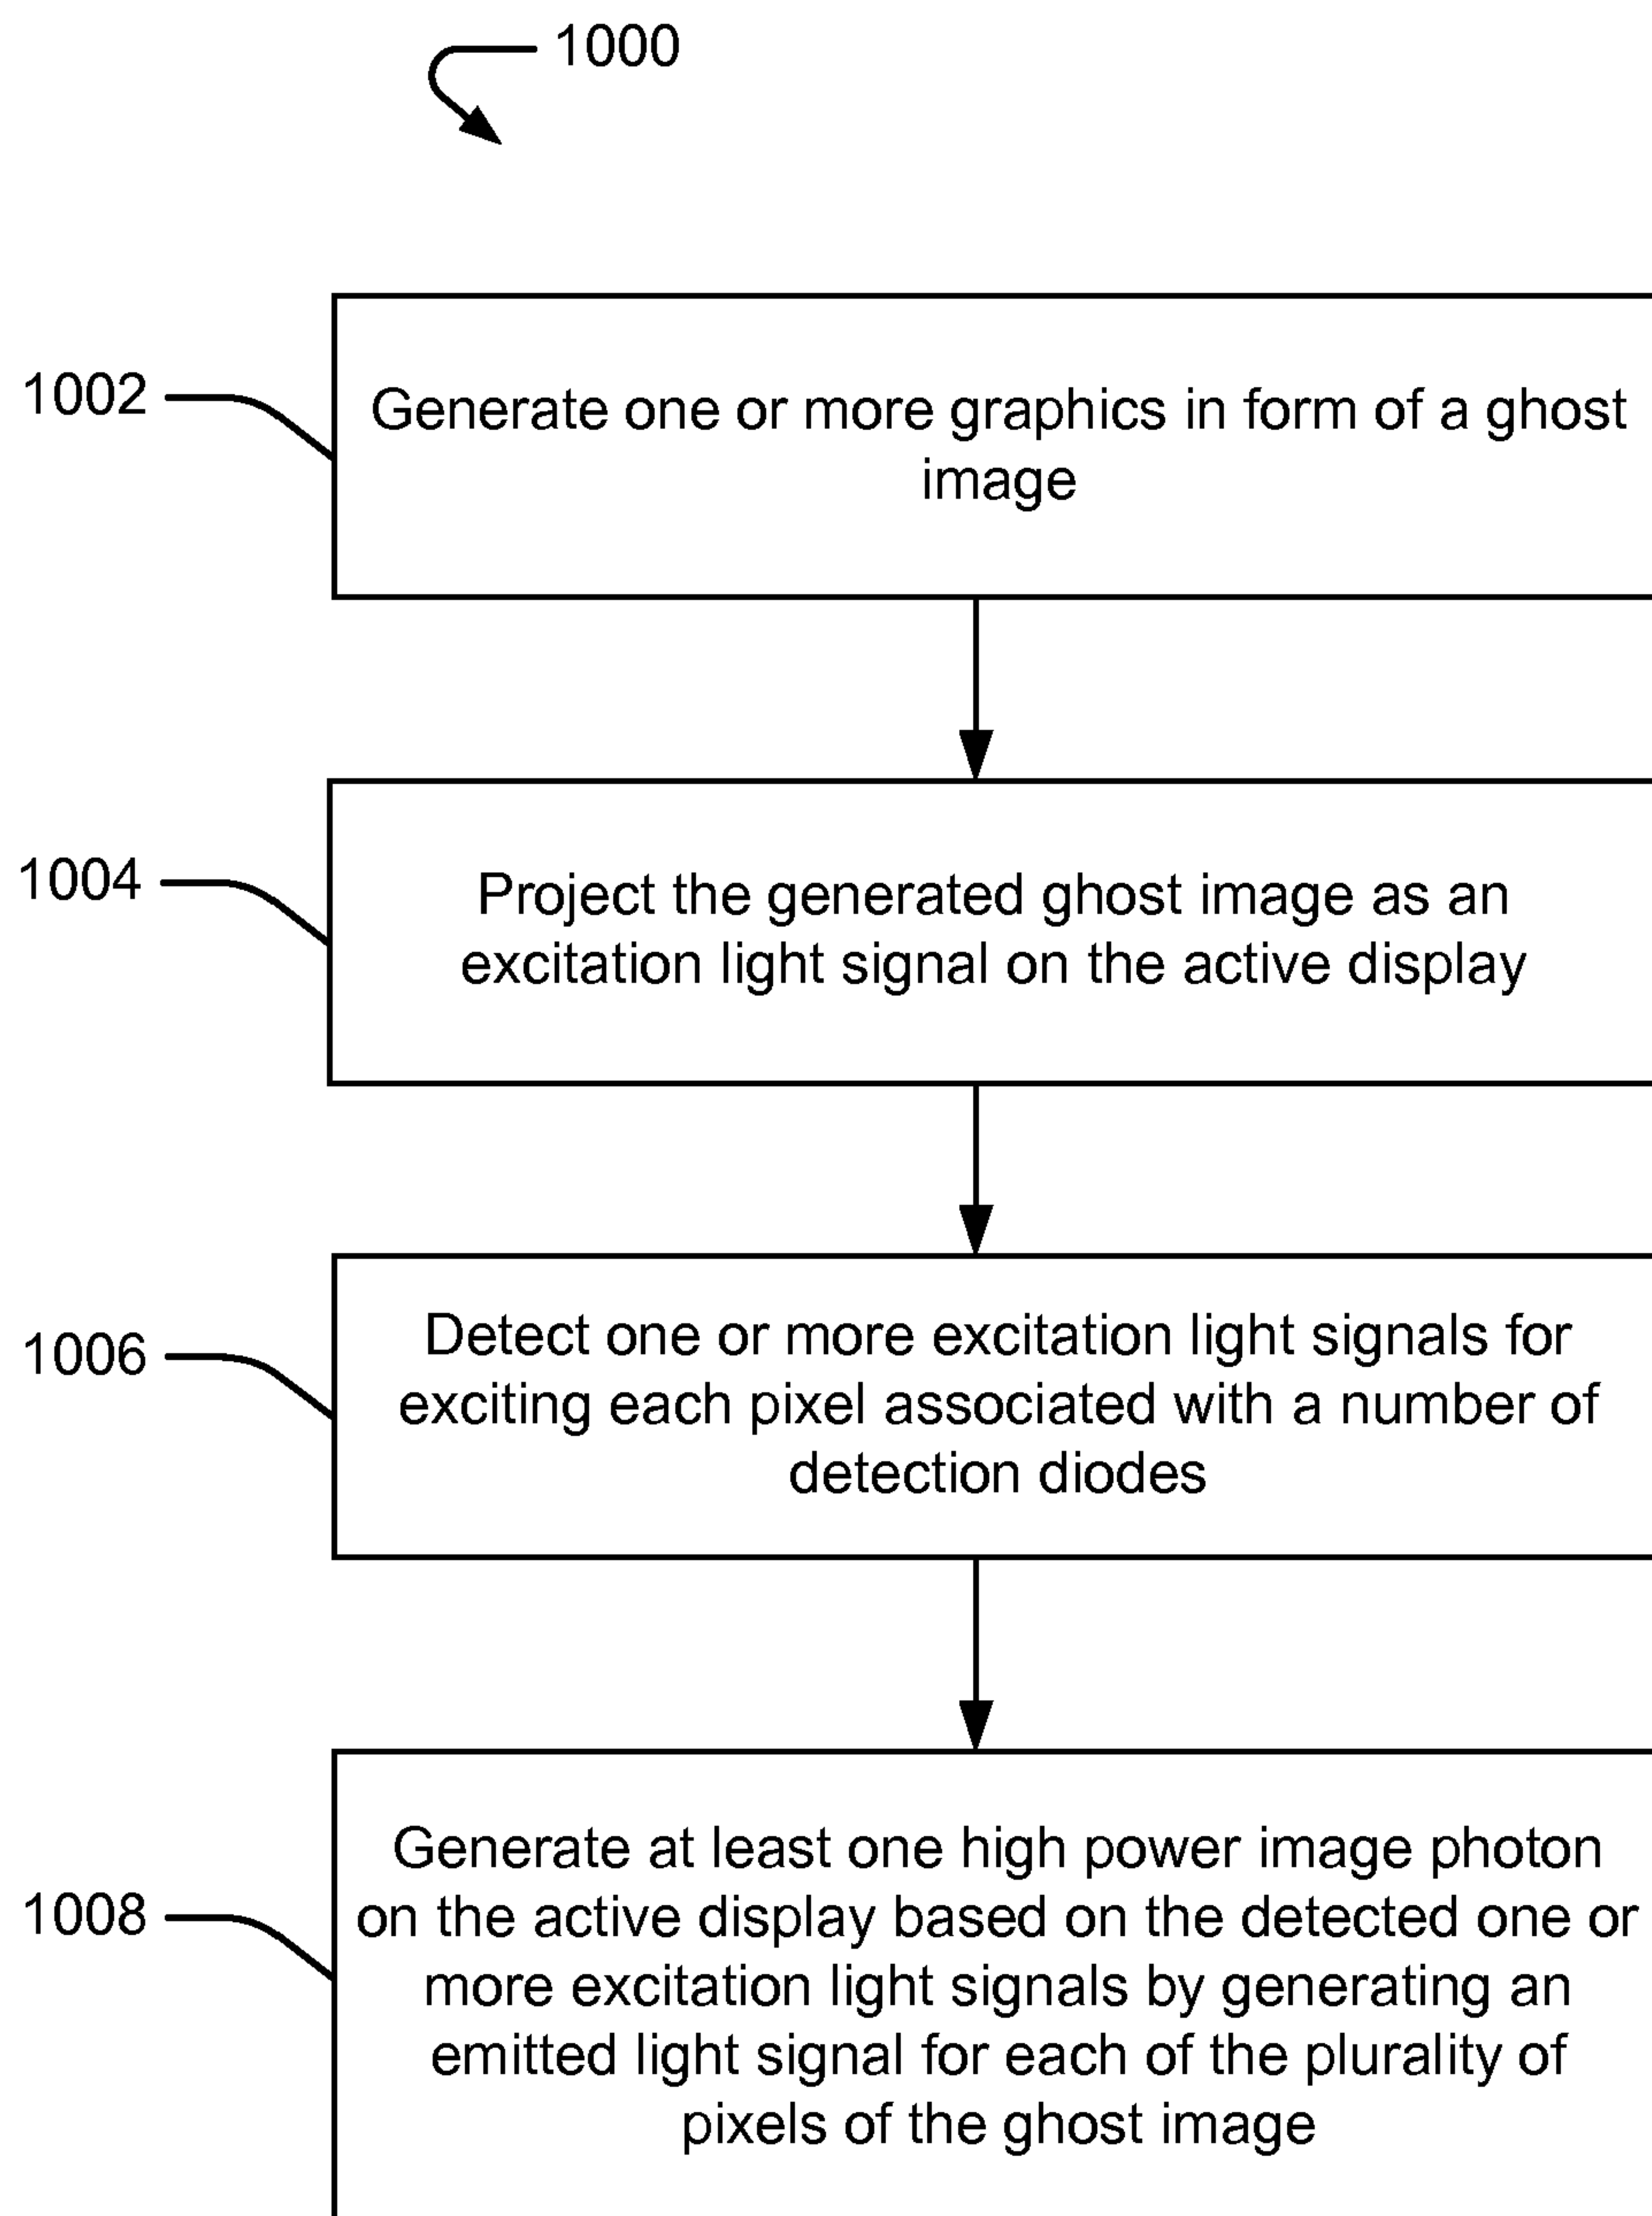 1000
1002
Generate one or more graphics in form of a ghost
image
1004
Project the generated ghost image as an
excitation light signal on the active display
1006
Detect one or more excitation light signals for
exciting each pixel associated with a number of
detection diodes
1008
Generate at least one high power image photon
on the active display based on the detected one or
more excitation light signals by generating an
emitted light signal for each of the plurality of
pixels of the ghost image